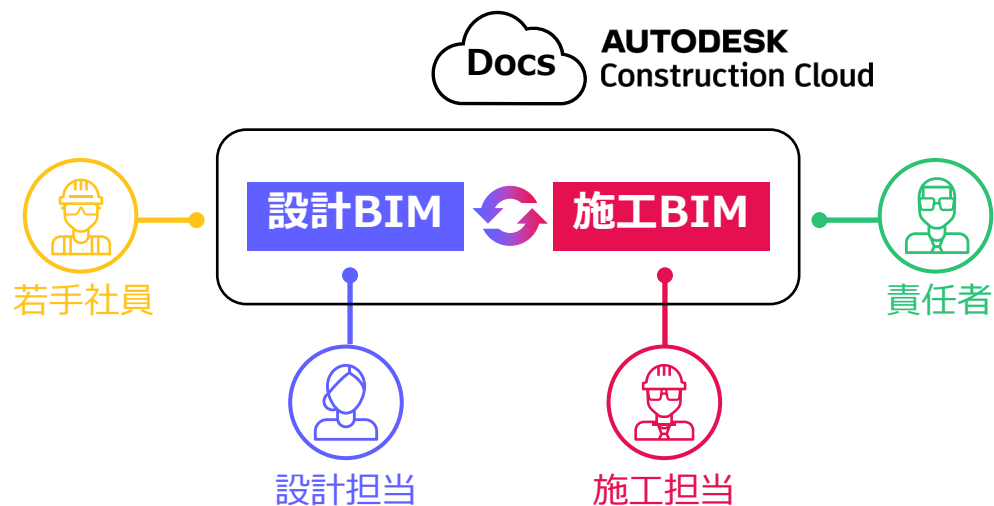 Docs
AUTODESK
Construction Cloud
設計BIM
施工BIM
若手社員
責任者
設計担当
施工担当